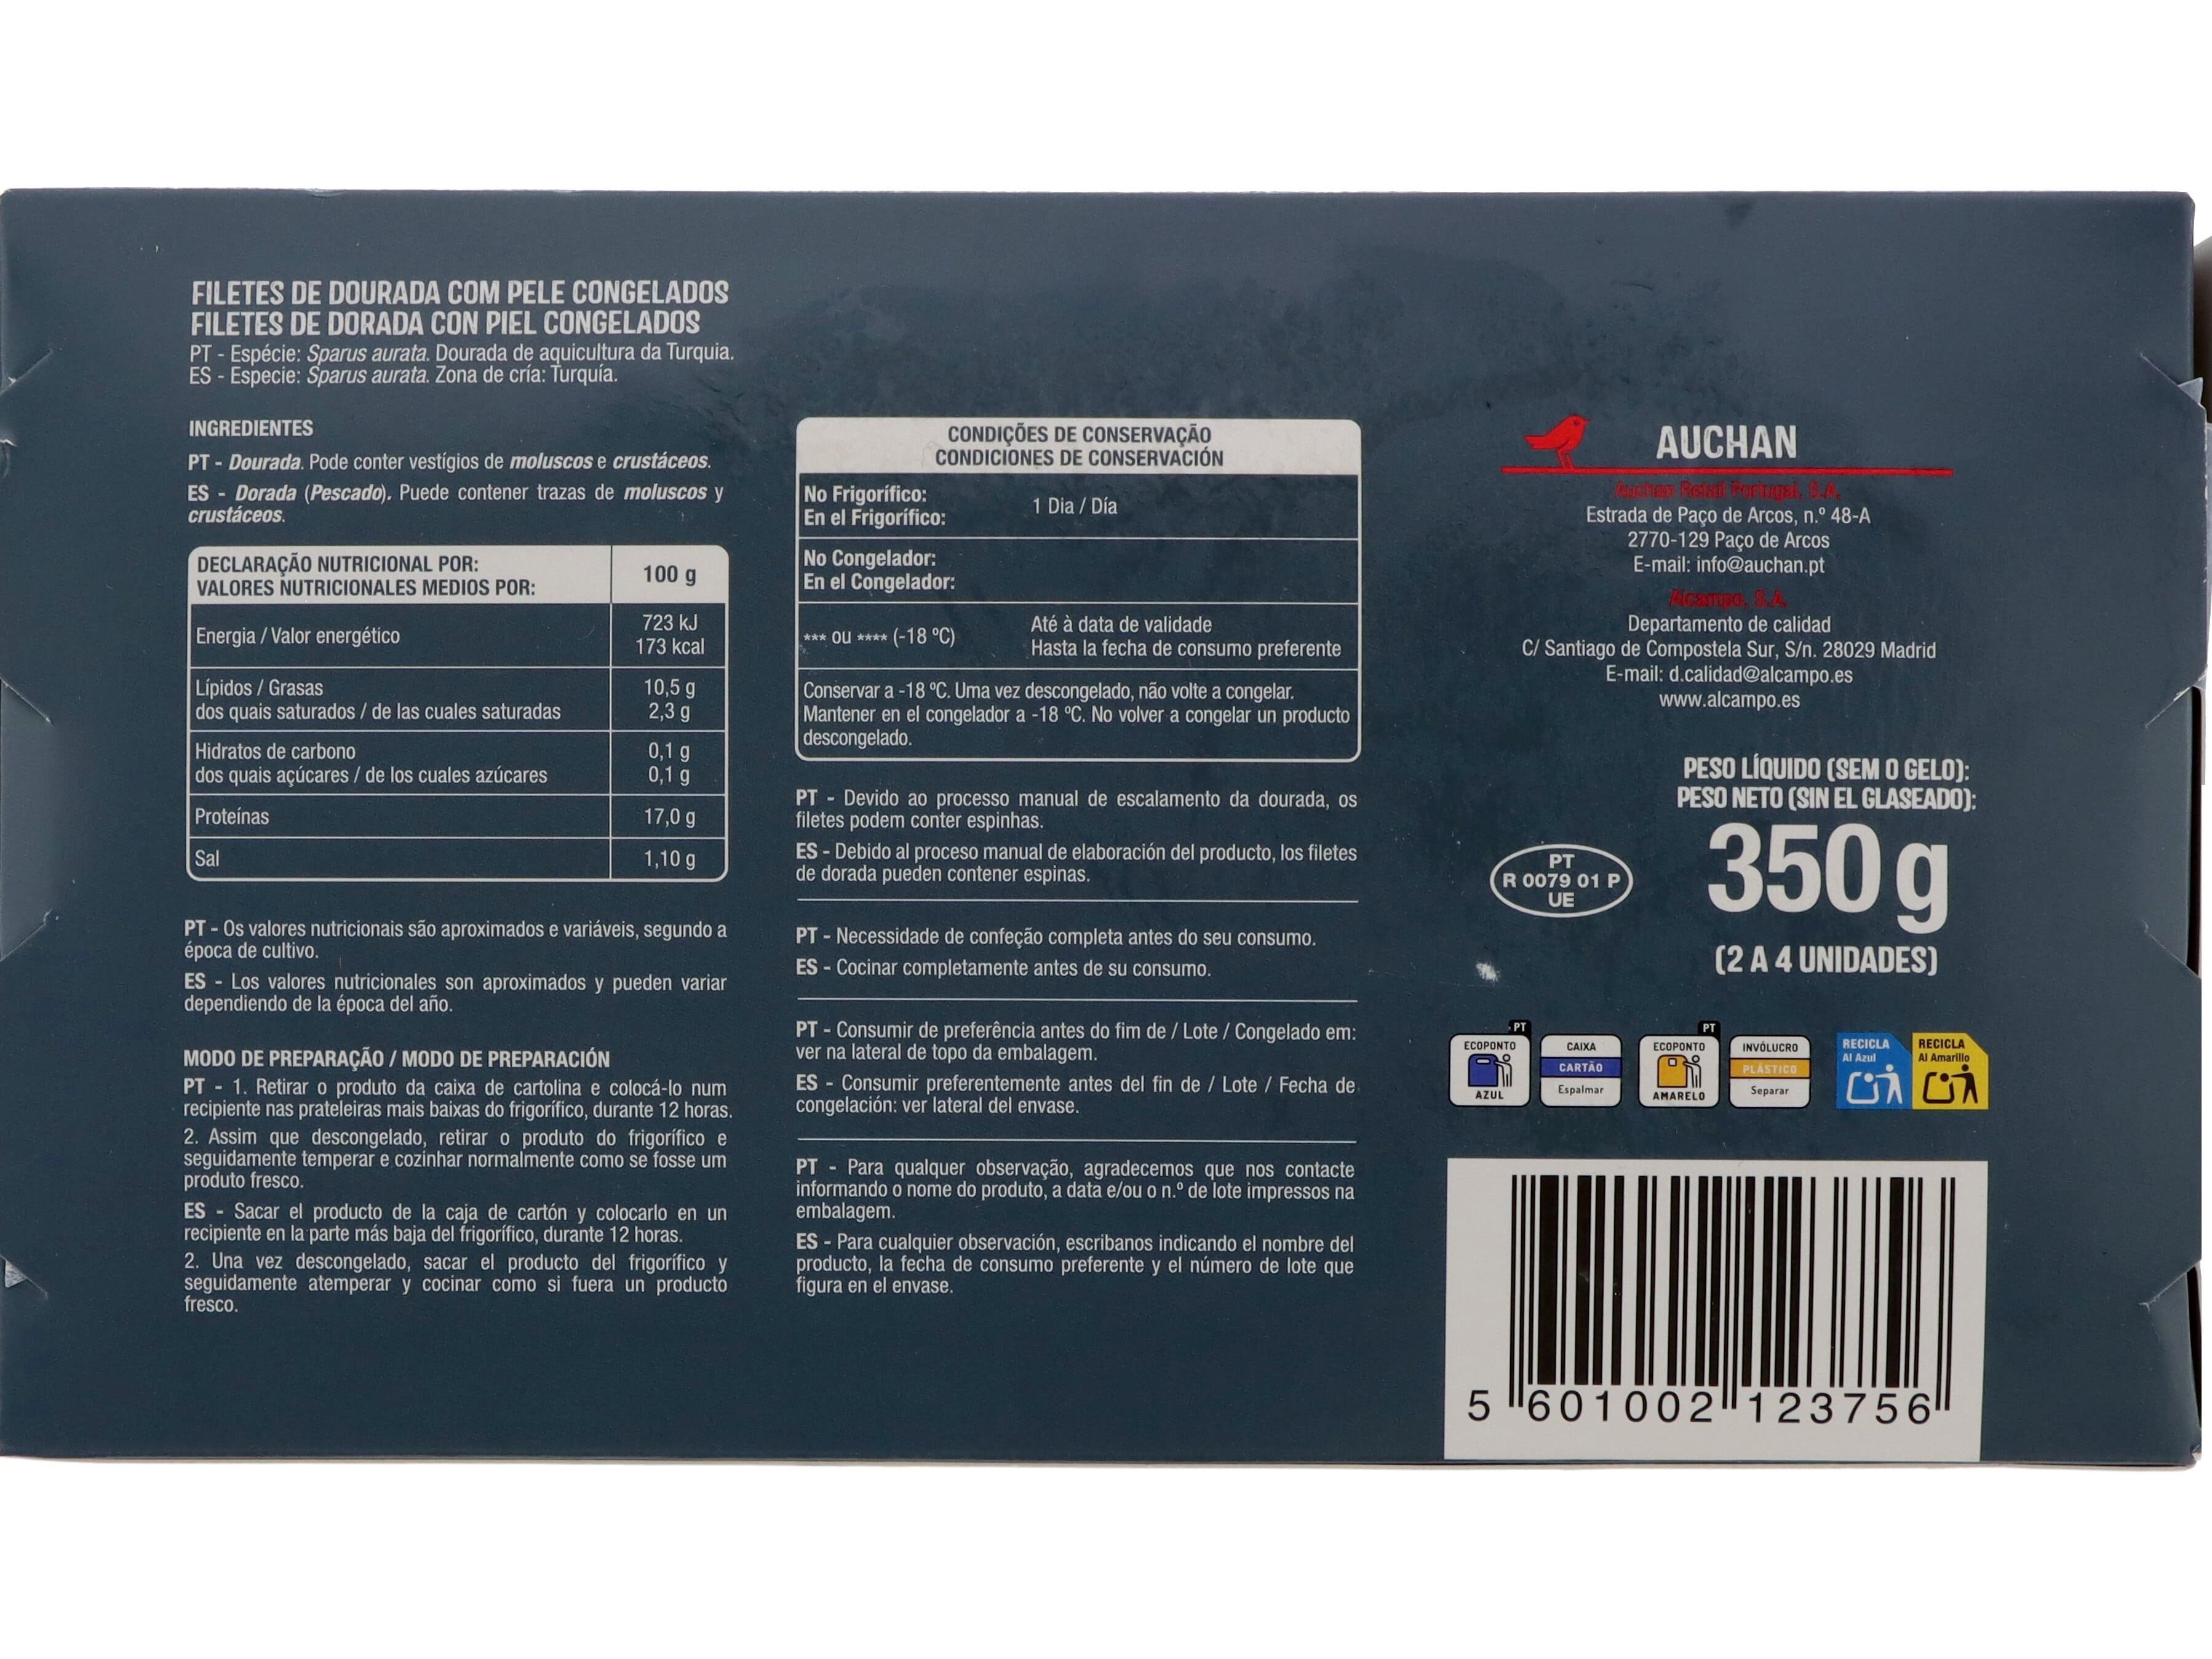 FILETES DE DOURADA COM PELE CONGELADOS
FILETES DE DORADA CON PIEL CONGELADOS
PT - Espécie: Sparus aurata. Dourada de aquicultura da Turquia.
ES - Especie: Sparus aurata. Zona de cría: Turquía.
INGREDIENTES
PT - Dourada. Pode conter vestígios de moluscos e crustáceos.
ES - Dorada (Pescado). Puede contener trazas de moluscos y
crustáceos.
DECLARAÇÃO NUTRICIONAL POR:
VALORES NUTRICIONALES MEDIOS POR:
100 g
Energia / Valor energético
723 kJ
173 kcal
Lípidos / Grasas
10,5 g
dos quais saturados / de las cuales saturadas
2,3 g
Hidratos de carbono
0,1 g
dos quais açúcares / de los cuales azúcares
0,1 g
Proteínas
17,0 g
Sal
1,10 g
PT - Os valores nutricionais são aproximados e variáveis, segundo a
época de cultivo.
ES - Los valores nutricionales son aproximados y pueden variar
dependiendo de la época del año.
MODO DE PREPARAÇÃO / MODO DE PREPARACIÓN
PT - 1. Retirar o produto da caixa de cartolina e colocá-lo num
recipiente nas prateleiras mais baixas do frigorífico, durante 12 horas.
2. Assim que descongelado, retirar o produto do frigorífico e
seguidamente temperar e cozinhar normalmente como se fosse um
produto fresco.
ES - Sacar el producto de la caja de cartón y colocarlo en un
recipiente en la parte más baja del frigorífico, durante 12 horas.
2. Una vez descongelado, sacar el producto del frigorífico y
seguidamente atemperar y cocinar como si fuera un producto
fresco.
CONDIÇÕES DE CONSERVAÇÃO
CONDICIONES DE CONSERVACIÓN
No Frigorífico:
En el Frigorífico:
1 Dia / Día
No Congelador:
En el Congelador:
*** ou **** (-18 ºC)
Até à data de validade
Hasta la fecha de consumo preferente
Conservar a -18 ºC. Uma vez descongelado, não volte a congelar.
Mantener en el congelador a -18 ºC. No volver a congelar un producto
descongelado.
PT - Devido ao processo manual de escalamento da dourada, os
filetes podem conter espinhas.
ES - Debido al proceso manual de elaboración del producto, los filetes
de dorada pueden contener espinas.
PT - Necessidade de confeção completa antes do seu consumo.
ES - Cocinar completamente antes de su consumo.
PT - Consumir de preferência antes do fim de / Lote / Congelado em:
ver na lateral de topo da embalagem.
ES - Consumir preferentemente antes del fin de / Lote / Fecha de
congelación: ver lateral del envase.
PT - Para qualquer observação, agradecemos que nos contacte
informando o nome do produto, a data e/ou o n.º de lote impressos na
embalagem.
ES - Para cualquier observación, escribanos indicando el nombre del
producto, la fecha de consumo preferente y el número de lote que
figura en el envase.
AUCHAN
Auchan Retail Portugal, S.A.
Estrada de Paço de Arcos, n.º 48-A
2770-129 Paço de Arcos
E-mail: info@auchan.pt
Alcampo, S.A.
Departamento de calidad
C/ Santiago de Compostela Sur, S/n. 28029 Madrid
E-mail: d.calidad@alcampo.es
www.alcampo.es
PESO LÍQUIDO (SEM O GELO):
PESO NETO (SIN EL GLASEADO):
350 g
(2 A 4 UNIDADES)
PT
R 0079 01 P
UE
PT
ECOPONTO
AZUL
CAIXA
CARTÃO
Espalmar
PT
ECOPONTO
AMARELO
INVÓLUCRO
PLÁSTICO
Separar
RECICLA
Al Azul
RECICLA
Al Amarillo
5 601002 123756